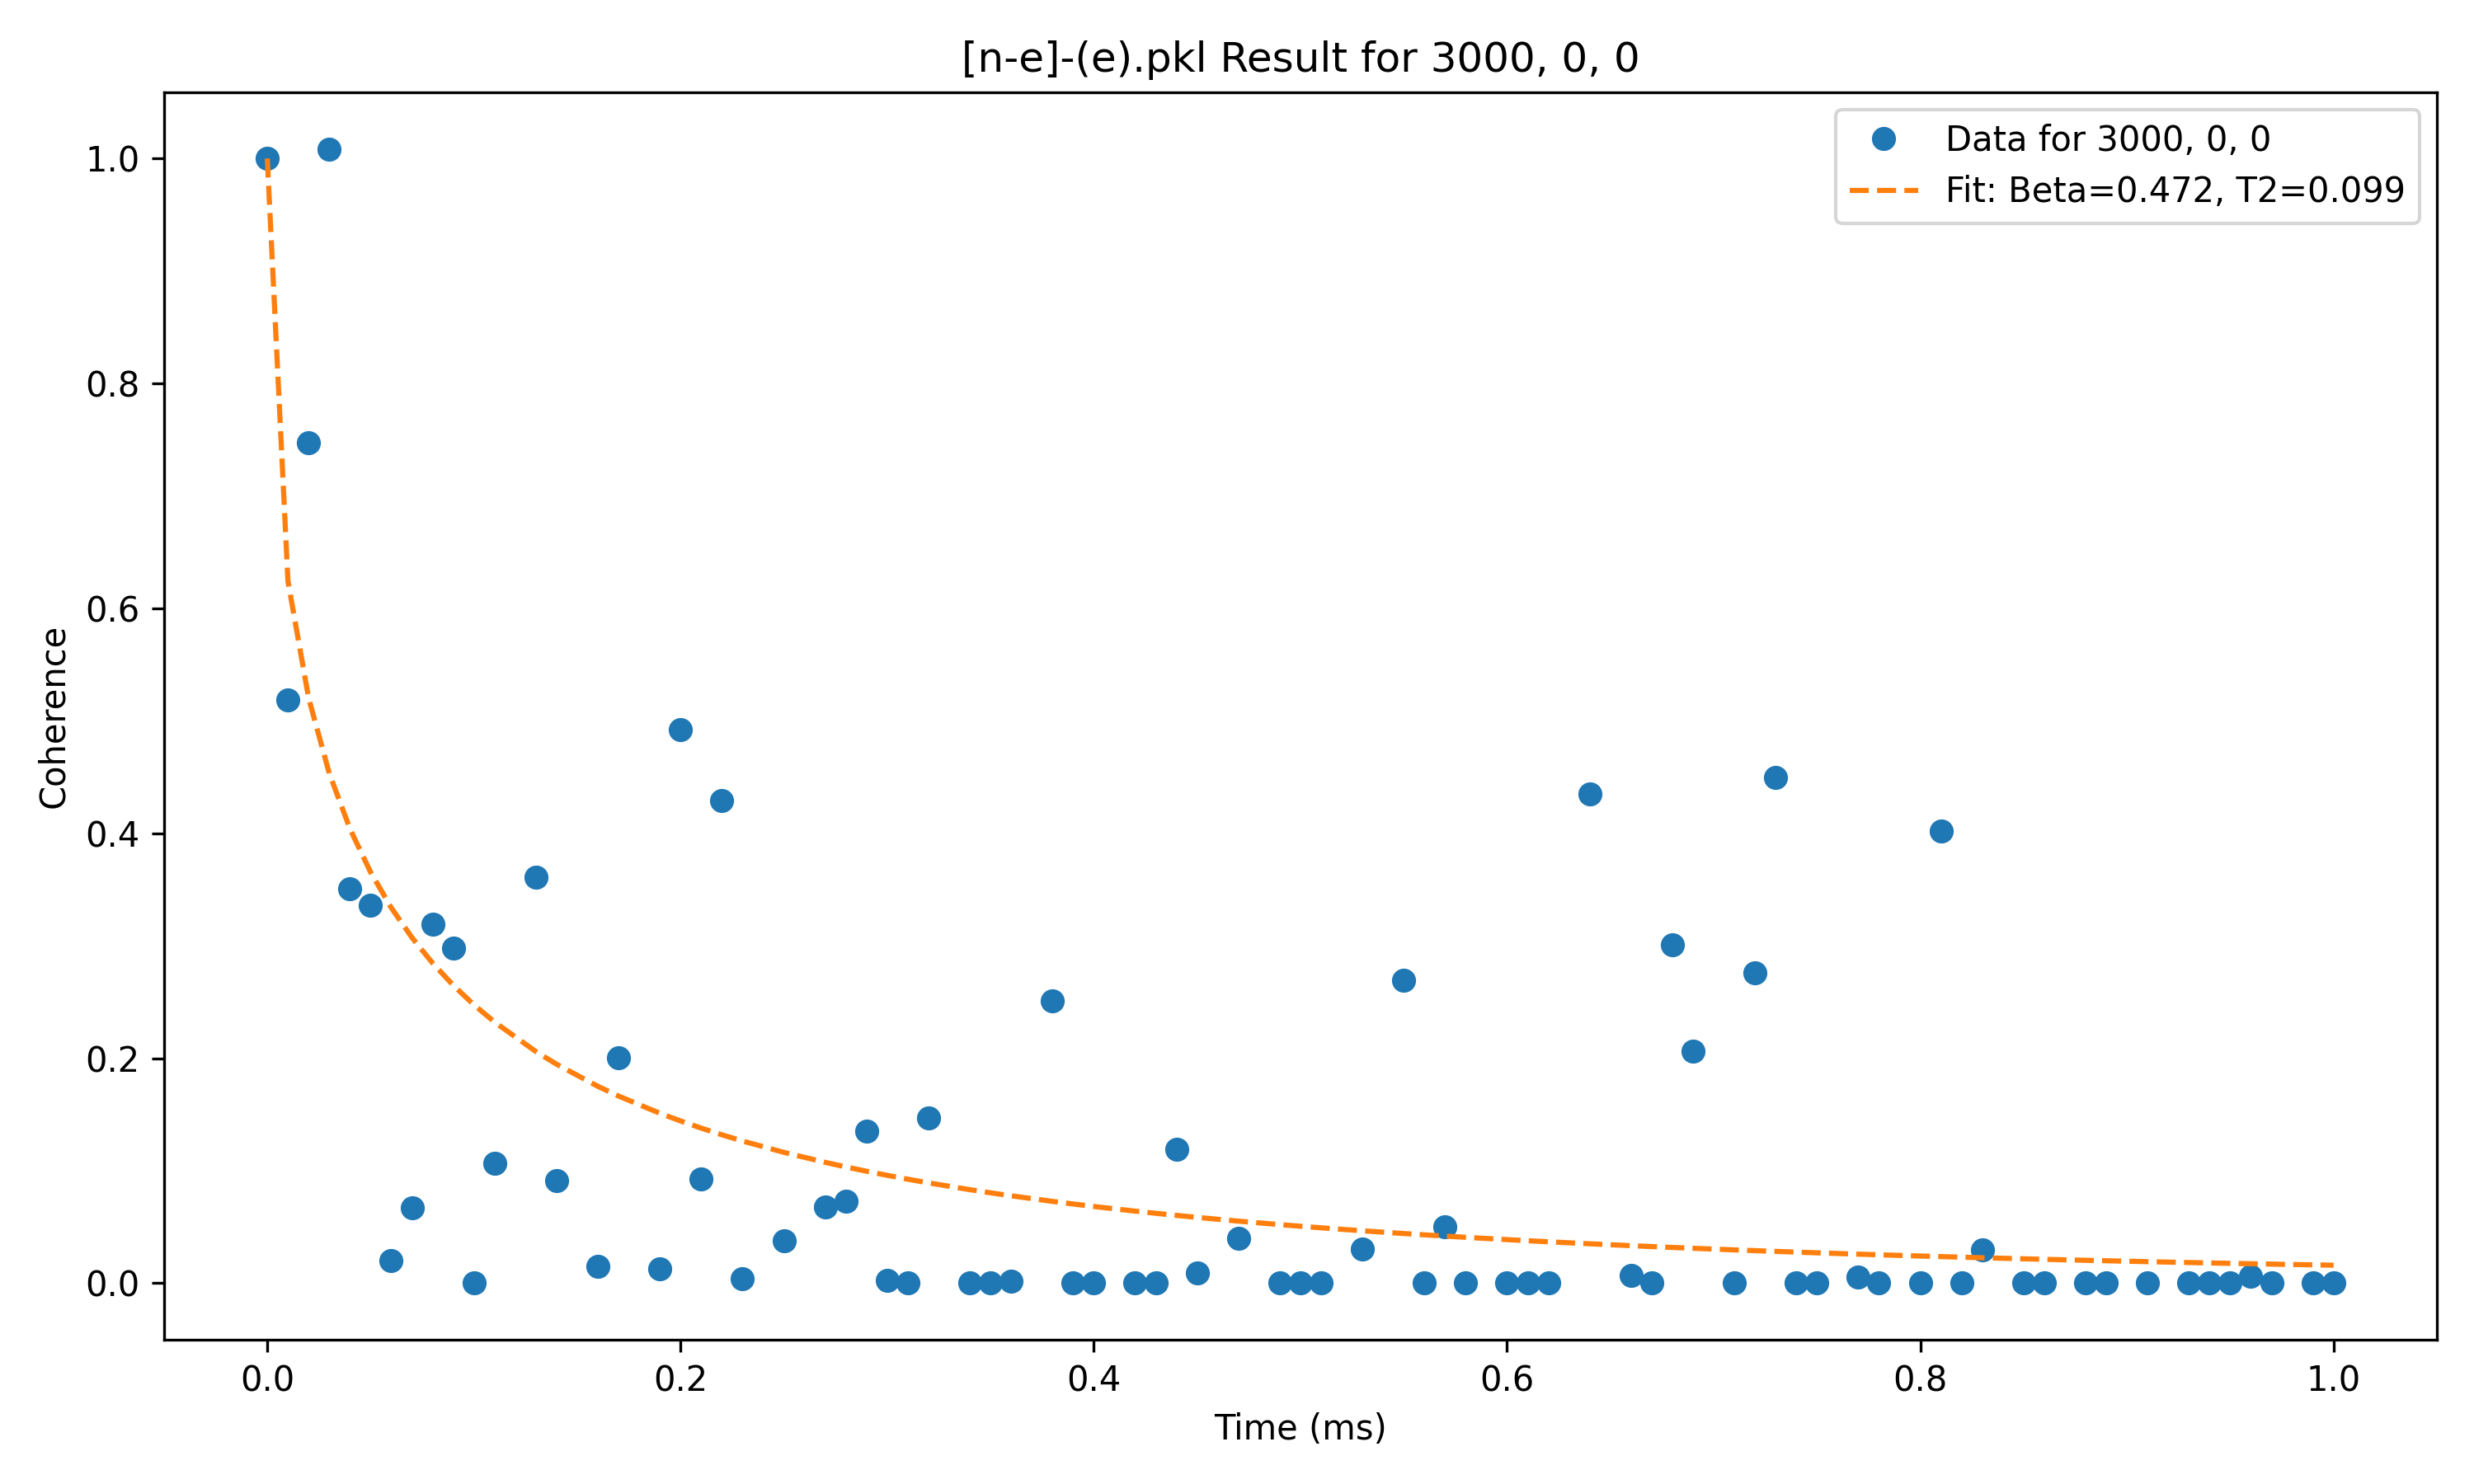 [n-e]-(e).pkl Result for 3000, 0, 0
Data for 3000, 0, 0
Fit: Beta=0.472, T2=0.099
1.0
0.8
0.6
0.4
0.2
0.0
Coherence
0.0 0.2 0.4 0.6 0.8 1.0
Time (ms)